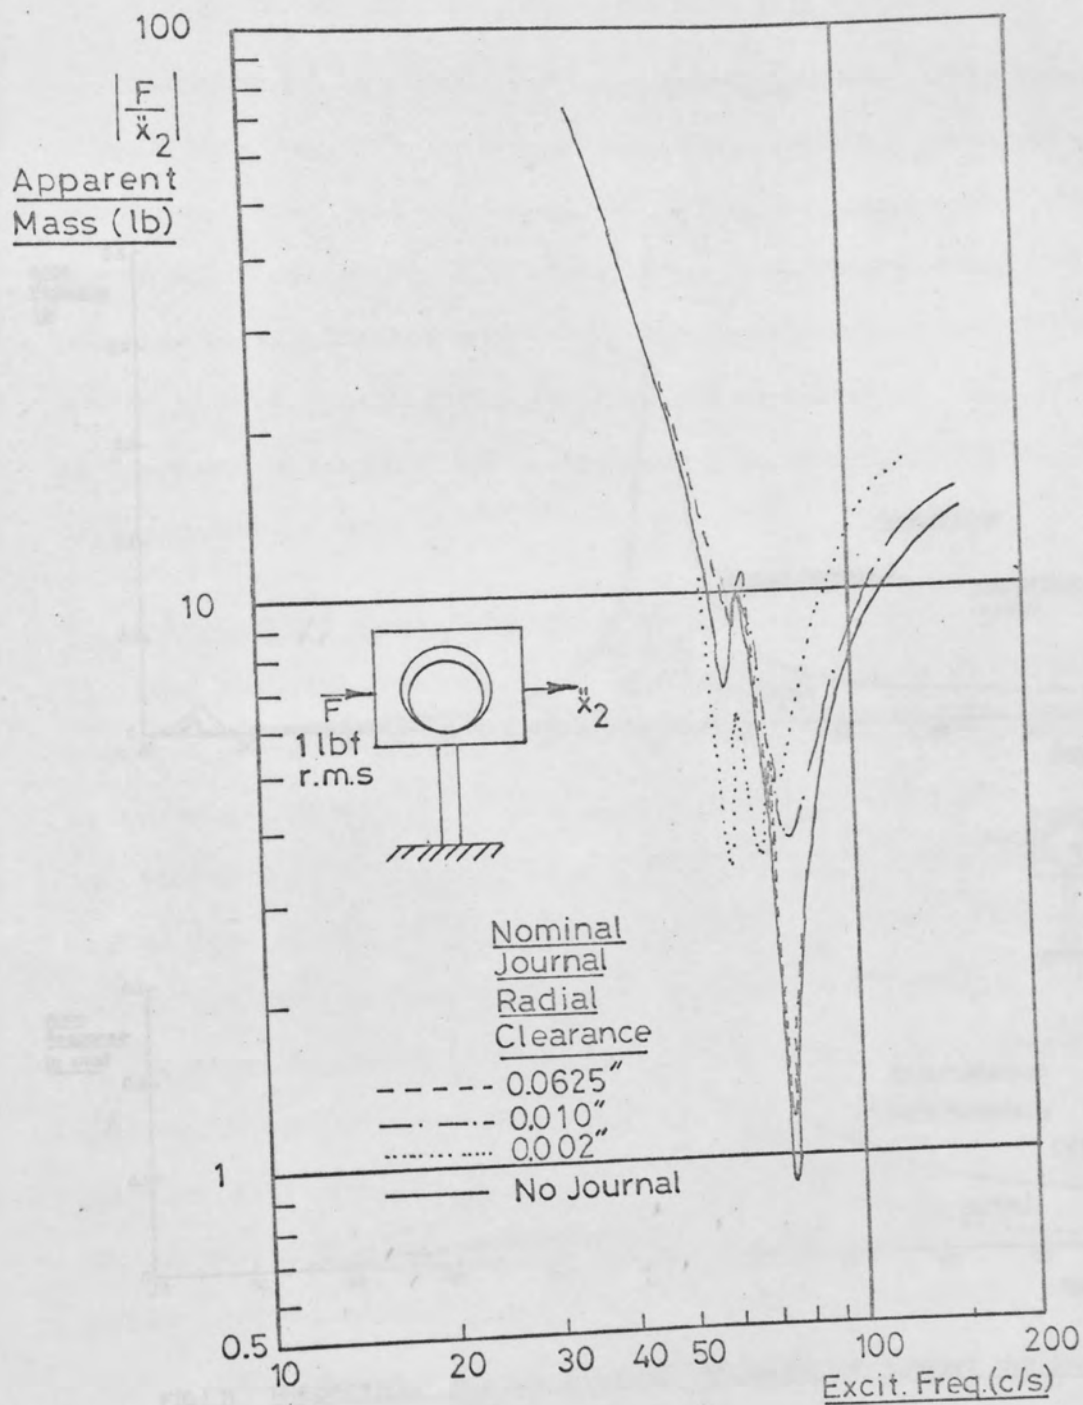 100
| F / ẍ₂ |
Apparent
Mass (lb)
10
F
1 lbf
r.m.s
ẍ₂
Nominal
Journal
Radial
Clearance
0.0625"
0.010"
0.002"
No Journal
1
0.5
10 20 30 40 50 100 200
Excit. Freq.(c/s)